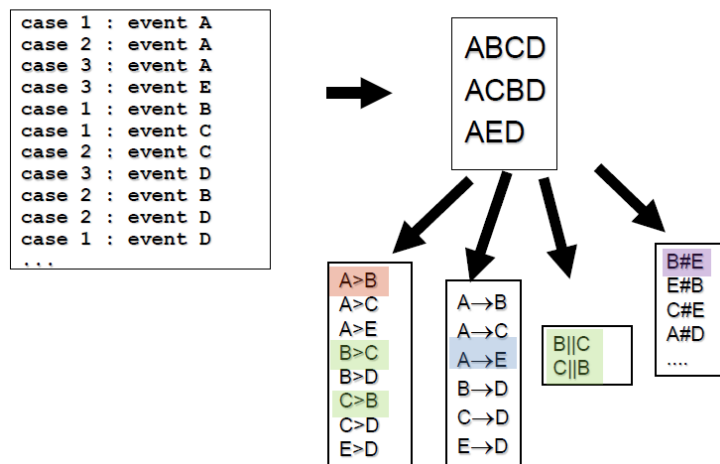 case 1 : event A
case 2 : event A
case 3 : event A
case 3 : event E
case 1 : event B
case 1 : event C
case 2 : event C
case 3 : event D
case 2 : event B
case 2 : event D
case 1 : event D
...
ABCD
ACBD
AED
A>B
A>C
A>E
B>C
B>D
C>B
C>D
E>D
A→B
A→C
A→E
B→D
C→D
E→D
B||C
C||B
B#E
E#B
C#E
A#D
....